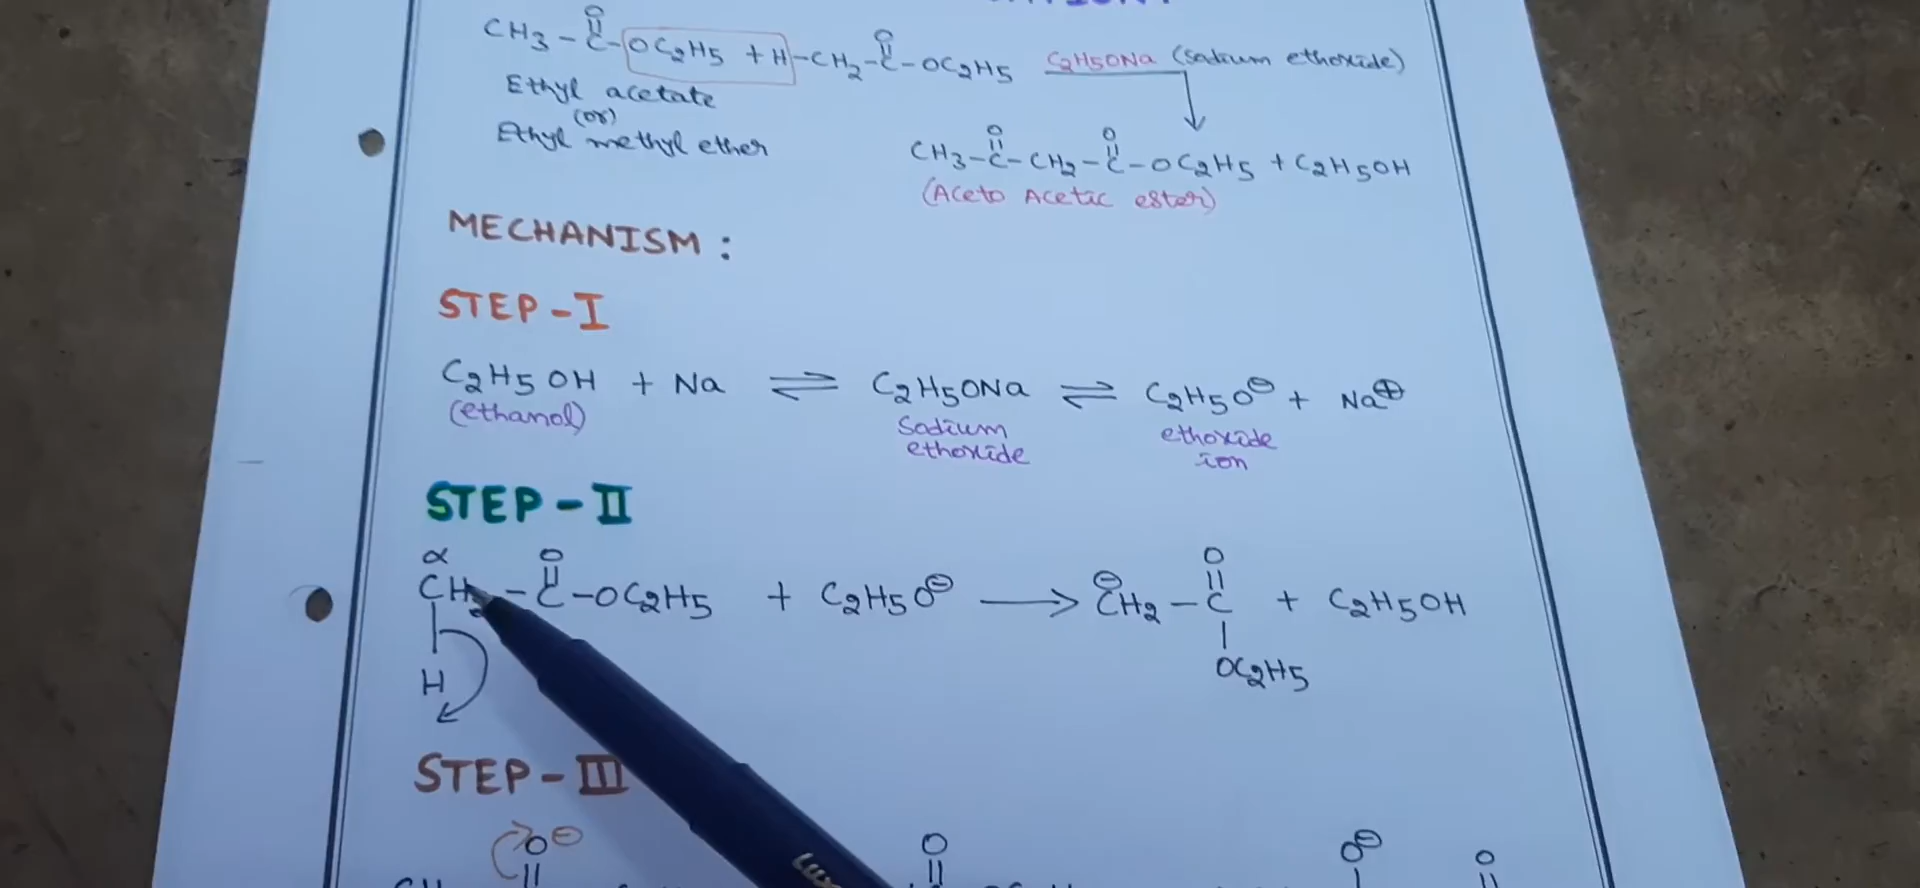 O O
CH3 – C – OC2H5 + H – CH2 – C – OC2H5 C2H5ONa (Sodium ethoxide)
Ethyl acetate
(or)
Ethyl methyl ether
O O
CH3 – C – CH2 – C – OC2H5 + C2H5OH
(Aceto Acetic ester)
MECHANISM :
STEP – I
C2H5OH + Na ⇌ C2H5ONa ⇌ C2H5O⊖ + Na⊕
(ethanol) Sodium ethoxide ethoxide ion
STEP – II
α O O
CH2 – C – OC2H5 + C2H5O⊖ → ⊖CH2 – C + C2H5OH
H OC2H5
STEP – III
O⊖ O O⊖ O